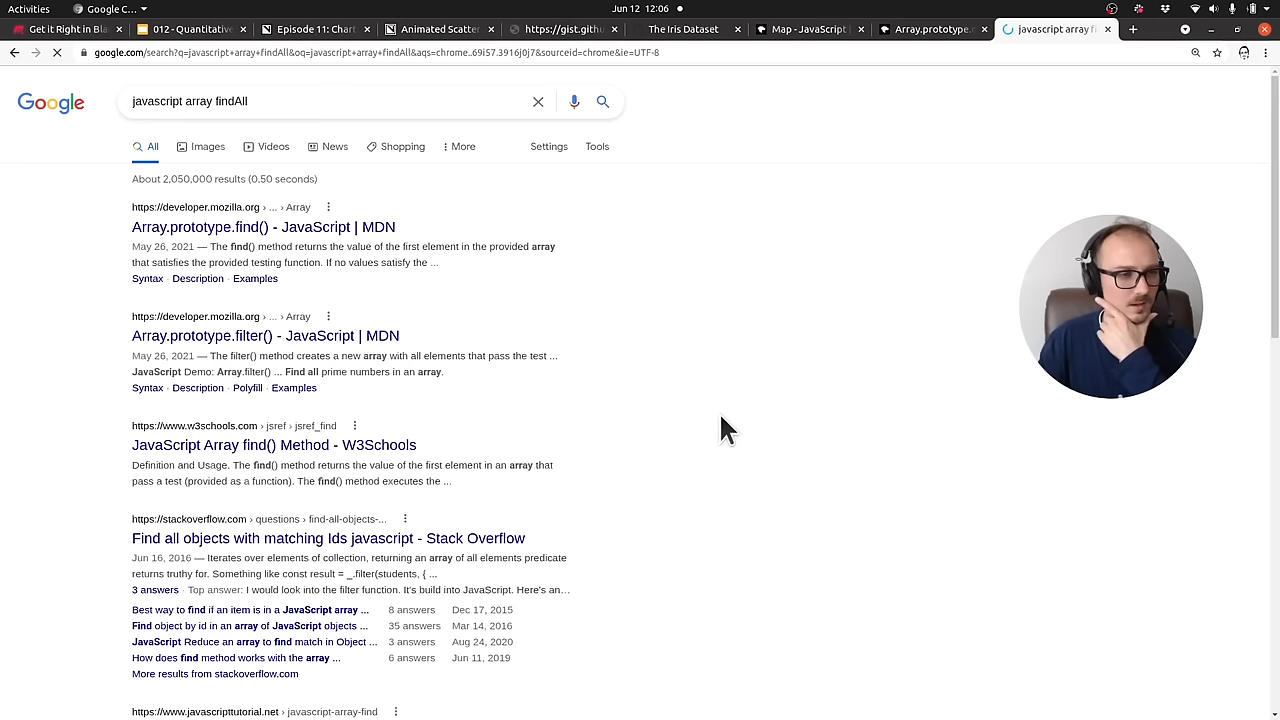 Activities
Google C...
Jun 12 12:06
Get It Right in Bla
012 - Quantitative
Episode 11: Chart
Animated Scatter
https://gist.github
The Iris Dataset
Map - JavaScript |
Array.prototype.c
javascript array fi
google.com/search?q=javascript+array+findAll&oq=javascript+array+findAll&aqs=chrome..69i57.3916j0j7&sourceid=chrome&ie=UTF-8
Google
javascript array findAll
All
Images
Videos
News
Shopping
More
Settings
Tools
About 2,050,000 results (0.50 seconds)
https://developer.mozilla.org › ... › Array
Array.prototype.find() - JavaScript | MDN
May 26, 2021 — The find() method returns the value of the first element in the provided array
that satisfies the provided testing function. If no values satisfy the ...
Syntax · Description · Examples
https://developer.mozilla.org › ... › Array
Array.prototype.filter() - JavaScript | MDN
May 26, 2021 — The filter() method creates a new array with all elements that pass the test ...
JavaScript Demo: Array.filter() ... Find all prime numbers in an array.
Syntax · Description · Polyfill · Examples
https://www.w3schools.com › jsref › jsref_find
JavaScript Array find() Method - W3Schools
Definition and Usage. The find() method returns the value of the first element in an array that
pass a test (provided as a function). The find() method executes the ...
https://stackoverflow.com › questions › find-all-objects-...
Find all objects with matching Ids javascript - Stack Overflow
Jun 16, 2016 — Iterates over elements of collection, returning an array of all elements predicate
returns truthy for. Something like const result = _.filter(students, { ...
3 answers · Top answer: I would look into the filter function. It's build into JavaScript. Here's an…
Best way to find if an item is in a JavaScript array ... 8 answers Dec 17, 2015
Find object by id in an array of JavaScript objects ... 35 answers Mar 14, 2016
JavaScript Reduce an array to find match in Object ... 3 answers Aug 24, 2020
How does find method works with the array ... 6 answers Jun 11, 2019
More results from stackoverflow.com
https://www.javascripttutorial.net › javascript-array-find